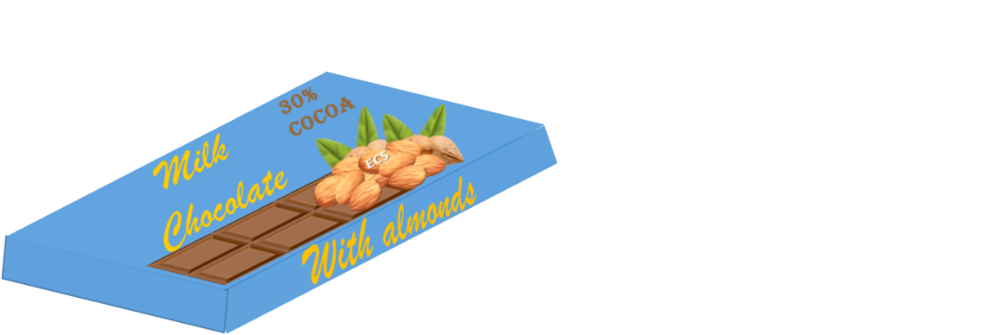 30%
COCOA
Milk
Chocolate
ECS
With almonds